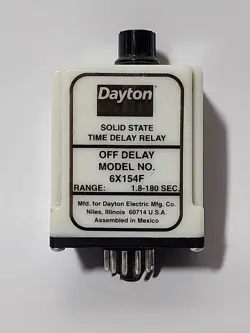 Dayton
SOLID STATE
TIME DELAY RELAY
OFF DELAY
MODEL NO.
6X154F
RANGE: 1.8-180 SEC.
Mfd. for Dayton Electric Mfg. Co.
Niles, Illinois 60714 U.S.A.
Assembled in Mexico